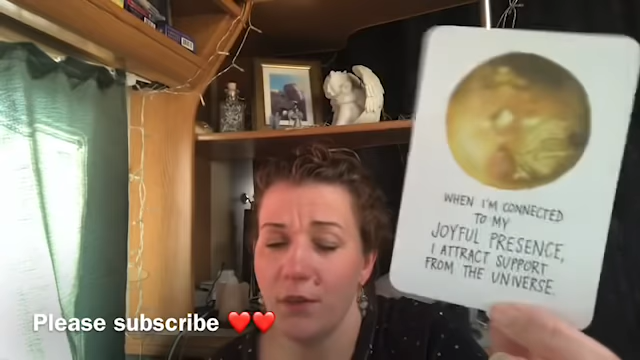 WHEN I'M CONNECTED
TO MY
JOYFUL PRESENCE,
I ATTRACT SUPPORT
FROM THE UNIVERSE.
Please subscribe ❤️❤️